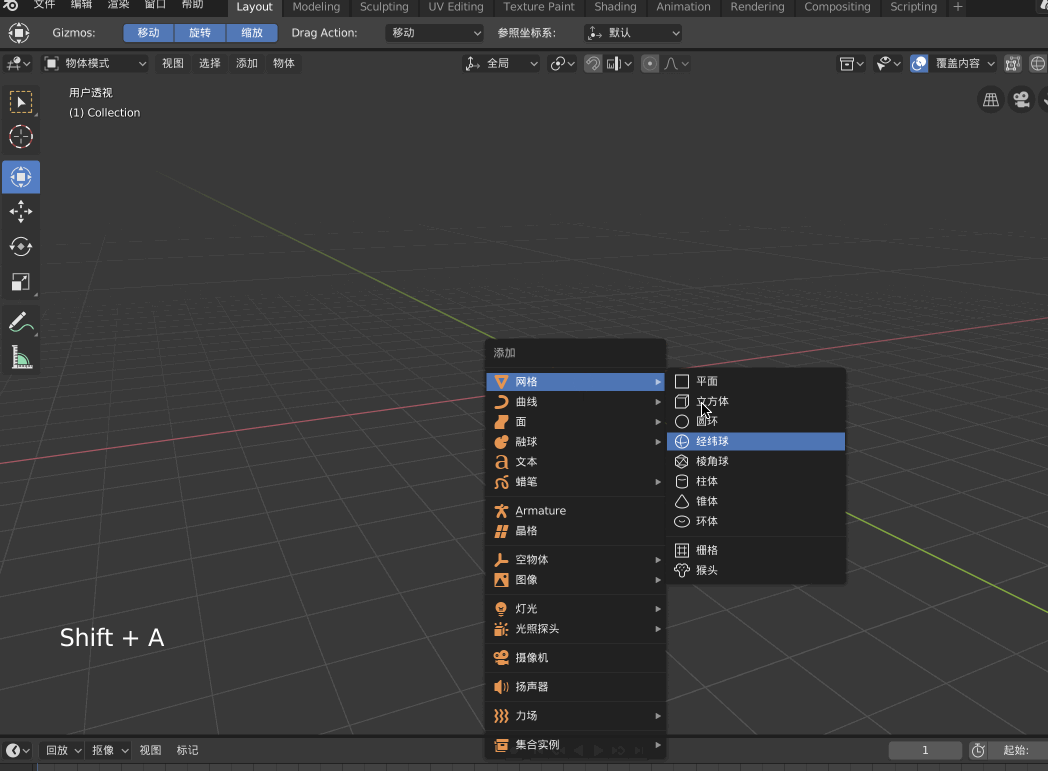 文件 编辑 渲染 窗口 帮助 Layout Modeling Sculpting UV Editing Texture Paint Shading Animation Rendering Compositing Scripting +
Gizmos: 移动 旋转 缩放 Drag Action: 移动 参照坐标系: 默认
物体模式 视图 选择 添加 物体 全局 覆盖内容
用户透视
(1) Collection
添加
网格
曲线
面
融球
文本
蜡笔
Armature
晶格
空物体
图像
灯光
光照探头
摄像机
扬声器
力场
集合实例
平面
立方体
圆环
经纬球
棱角球
柱体
锥体
环体
栅格
猴头
Shift + A
回放 抠像 视图 标记 1 起始: